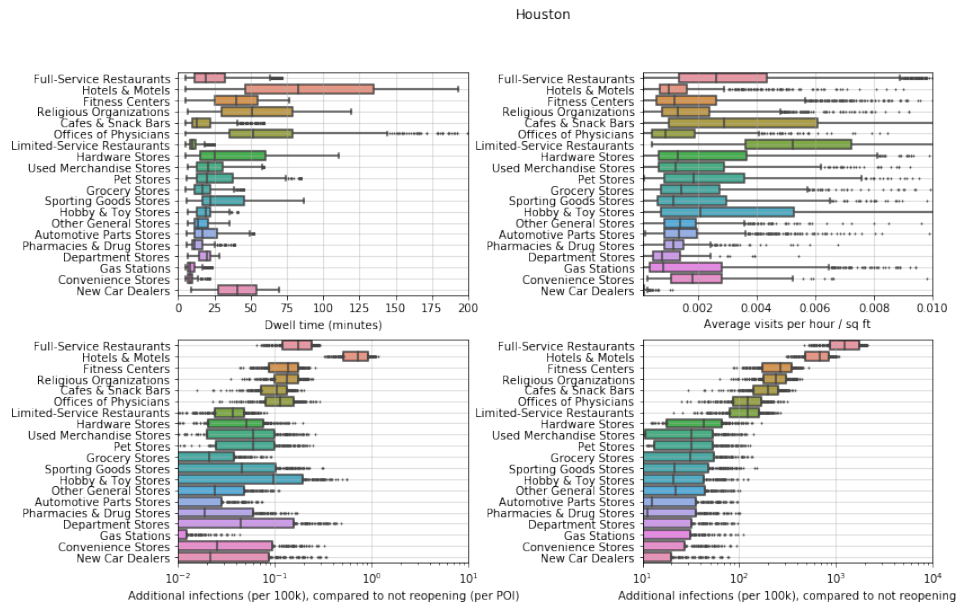 Houston
Full-Service Restaurants
Hotels & Motels
Fitness Centers
Religious Organizations
Cafes & Snack Bars
Offices of Physicians
Limited-Service Restaurants
Hardware Stores
Used Merchandise Stores
Pet Stores
Grocery Stores
Sporting Goods Stores
Hobby & Toy Stores
Other General Stores
Automotive Parts Stores
Pharmacies & Drug Stores
Department Stores
Gas Stations
Convenience Stores
New Car Dealers
0 25 50 75 100 125 150 175 200
Dwell time (minutes)
Full-Service Restaurants
Hotels & Motels
Fitness Centers
Religious Organizations
Cafes & Snack Bars
Offices of Physicians
Limited-Service Restaurants
Hardware Stores
Used Merchandise Stores
Pet Stores
Grocery Stores
Sporting Goods Stores
Hobby & Toy Stores
Other General Stores
Automotive Parts Stores
Pharmacies & Drug Stores
Department Stores
Gas Stations
Convenience Stores
New Car Dealers
0.002 0.004 0.006 0.008 0.010
Average visits per hour / sq ft
Full-Service Restaurants
Hotels & Motels
Fitness Centers
Religious Organizations
Cafes & Snack Bars
Offices of Physicians
Limited-Service Restaurants
Hardware Stores
Used Merchandise Stores
Pet Stores
Grocery Stores
Sporting Goods Stores
Hobby & Toy Stores
Other General Stores
Automotive Parts Stores
Pharmacies & Drug Stores
Department Stores
Gas Stations
Convenience Stores
New Car Dealers
10⁻² 10⁻¹ 10⁰ 10¹
Additional infections (per 100k), compared to not reopening (per POI)
Full-Service Restaurants
Hotels & Motels
Fitness Centers
Religious Organizations
Cafes & Snack Bars
Offices of Physicians
Limited-Service Restaurants
Hardware Stores
Used Merchandise Stores
Pet Stores
Grocery Stores
Sporting Goods Stores
Hobby & Toy Stores
Other General Stores
Automotive Parts Stores
Pharmacies & Drug Stores
Department Stores
Gas Stations
Convenience Stores
New Car Dealers
10¹ 10² 10³ 10⁴
Additional infections (per 100k), compared to not reopening